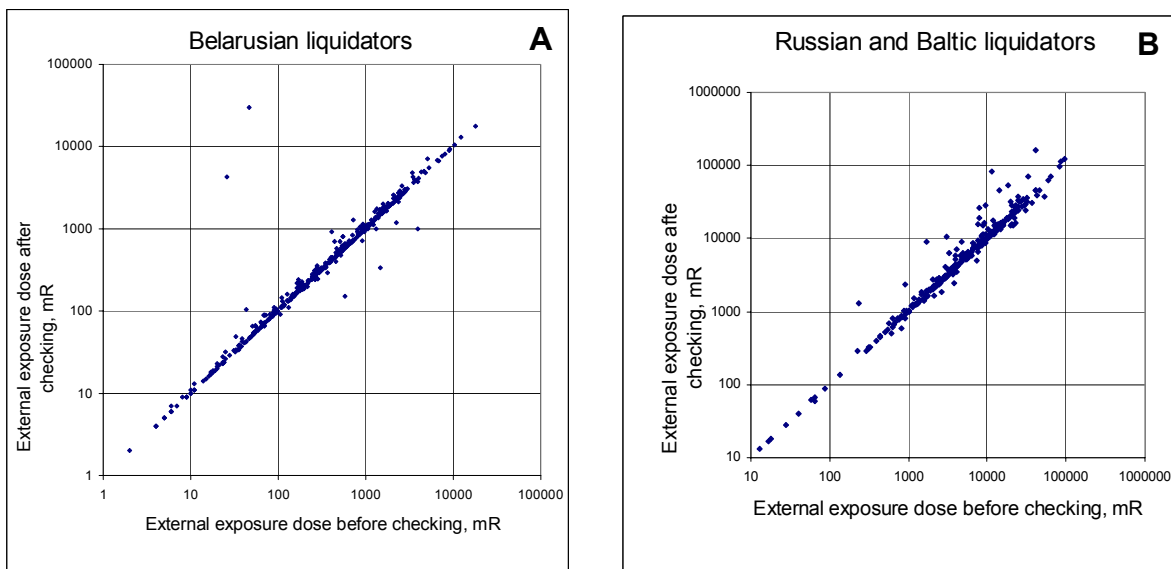 Belarusian liquidators
A
External exposure dose after
checking, mR
100000
10000
1000
100
10
1
1 10 100 1000 10000 100000
External exposure dose before checking, mR
Russian and Baltic liquidators
B
External exposure dose afte
checking, mR
1000000
100000
10000
1000
100
10
10 100 1000 10000 100000 1000000
External exposure dose before checking, mR